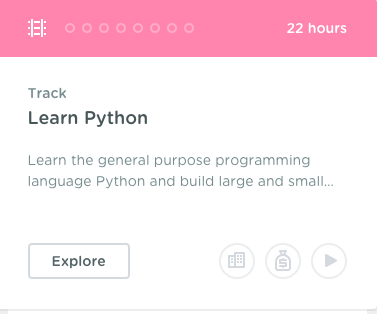 22 hours
Track
Learn Python
Learn the general purpose programming
language Python and build large and small...
Explore